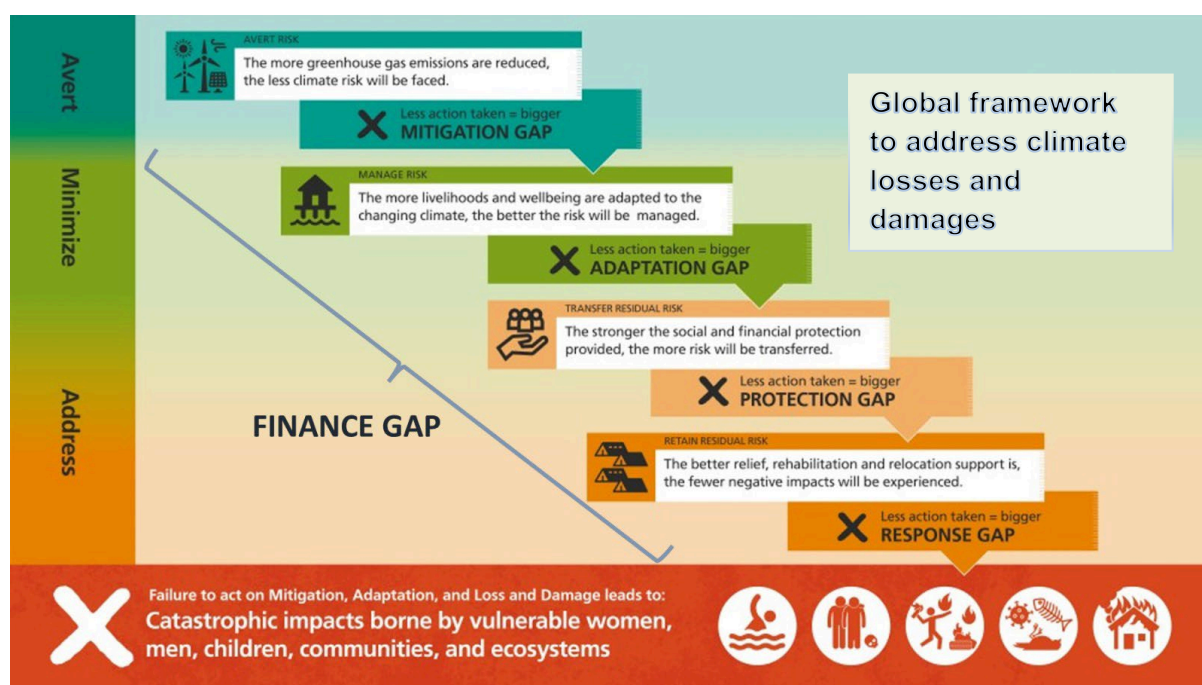 Avert
AVERT RISK
The more greenhouse gas emissions are reduced,
the less climate risk will be faced.
Less action taken = bigger
MITIGATION GAP
Global framework
to address climate
losses and
damages
Minimize
MANAGE RISK
The more livelihoods and wellbeing are adapted to the
changing climate, the better the risk will be managed.
Less action taken = bigger
ADAPTATION GAP
Address
TRANSFER RESIDUAL RISK
The stronger the social and financial protection
provided, the more risk will be transferred.
Less action taken = bigger
PROTECTION GAP
FINANCE GAP
RETAIN RESIDUAL RISK
The better relief, rehabilitation and relocation support is,
the fewer negative impacts will be experienced.
Less action taken = bigger
RESPONSE GAP
Failure to act on Mitigation, Adaptation, and Loss and Damage leads to:
Catastrophic impacts borne by vulnerable women,
men, children, communities, and ecosystems